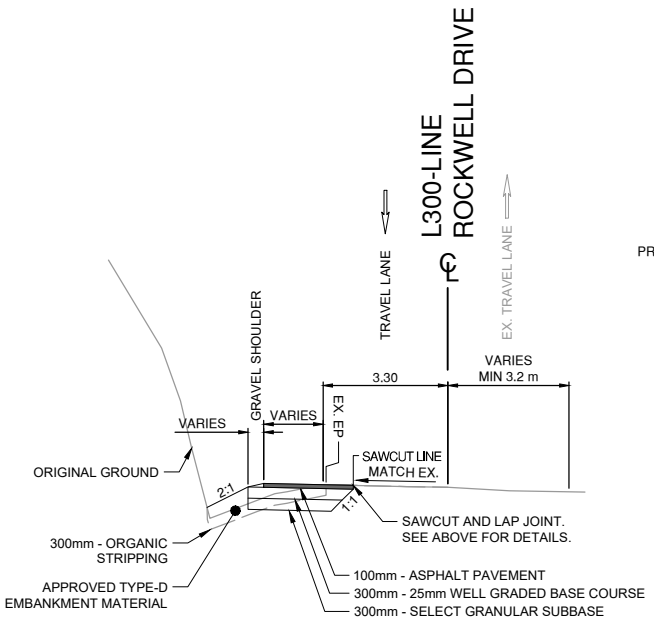 L300-LINE
ROCKWELL DRIVE
CL
TRAVEL LANE
EX. TRAVEL LANE
PR
VARIES
MIN 3.2 m
3.30
GRAVEL SHOULDER
VARIES
VARIES
EX. EP
SAWCUT LINE
MATCH EX.
ORIGINAL GROUND
2:1
1:1
SAWCUT AND LAP JOINT.
SEE ABOVE FOR DETAILS.
300mm - ORGANIC
STRIPPING
APPROVED TYPE-D
EMBANKMENT MATERIAL
100mm - ASPHALT PAVEMENT
300mm - 25mm WELL GRADED BASE COURSE
300mm - SELECT GRANULAR SUBBASE